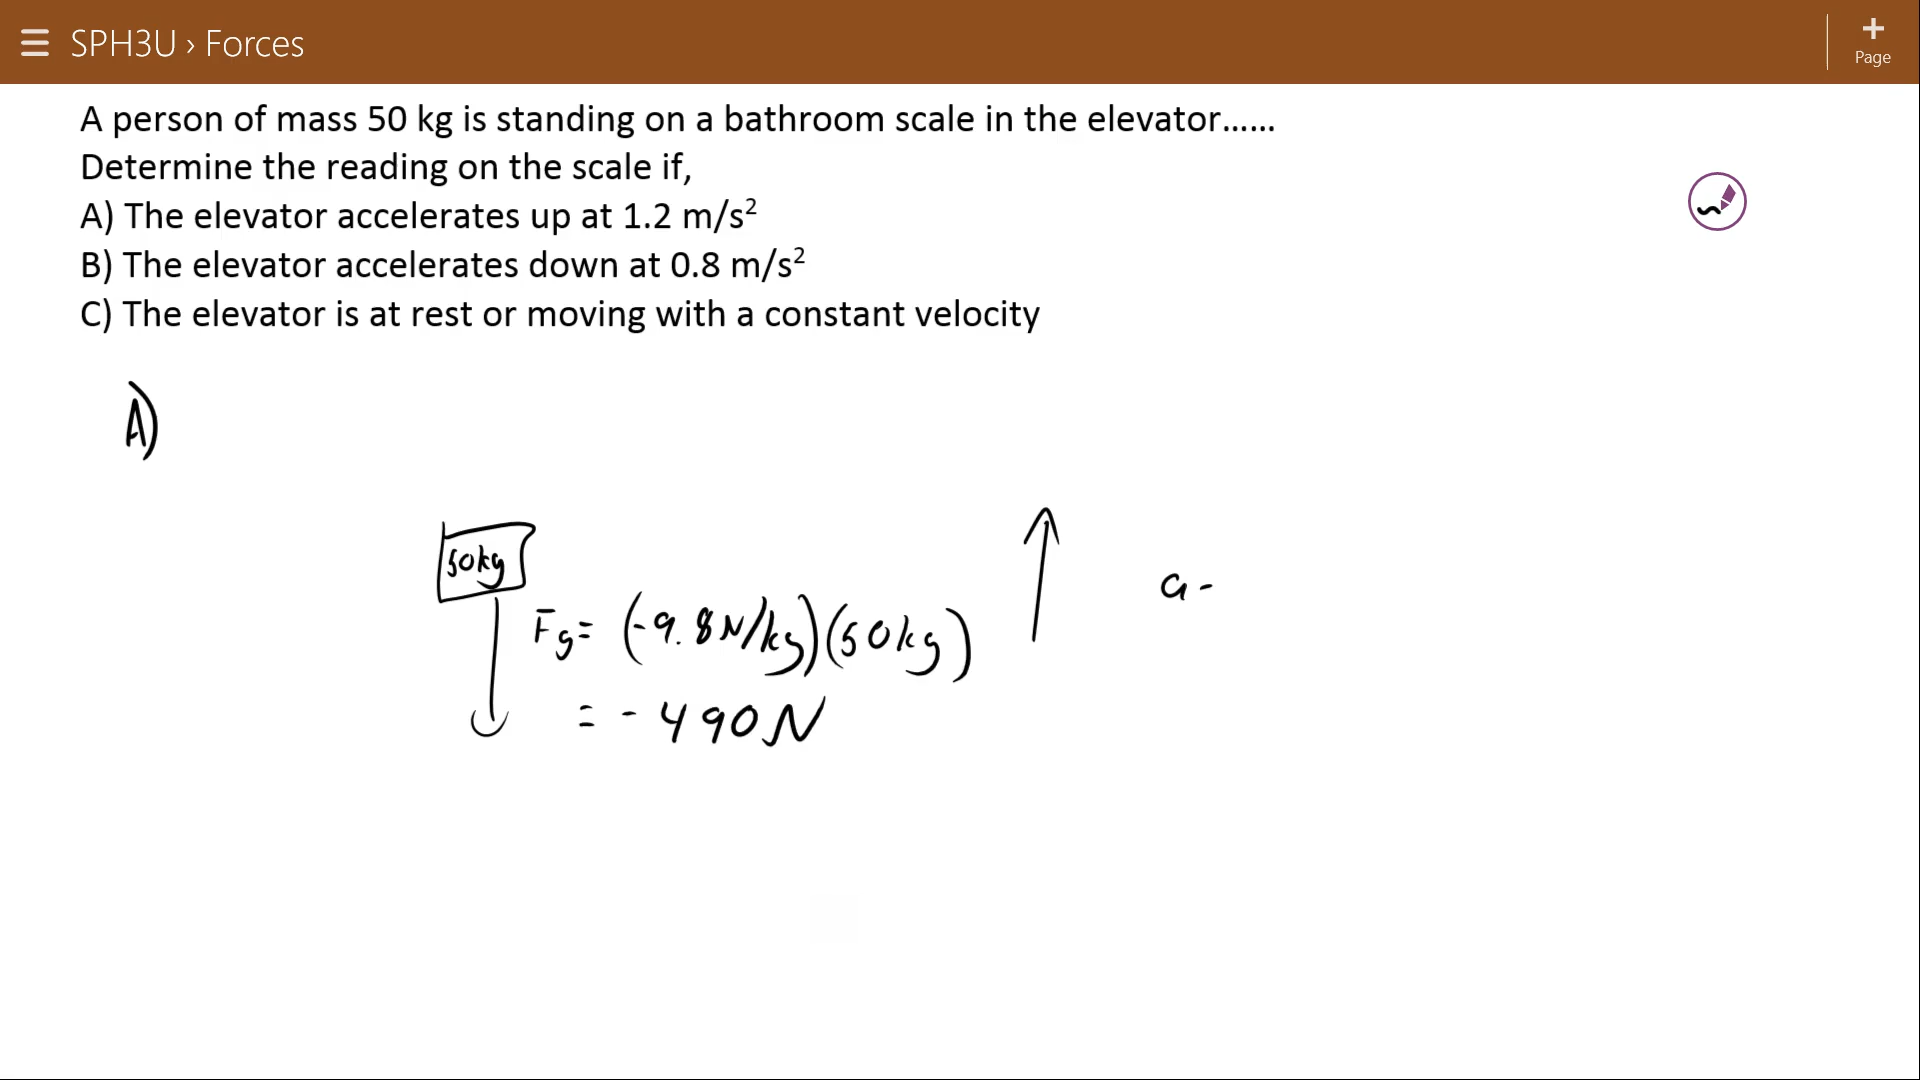 SPH3U › Forces
+
Page
A person of mass 50 kg is standing on a bathroom scale in the elevator......
Determine the reading on the scale if,
A) The elevator accelerates up at 1.2 m/s²
B) The elevator accelerates down at 0.8 m/s²
C) The elevator is at rest or moving with a constant velocity
A)
50kg
Fg= (-9.8N/kg)(50kg)
= -490N
a -